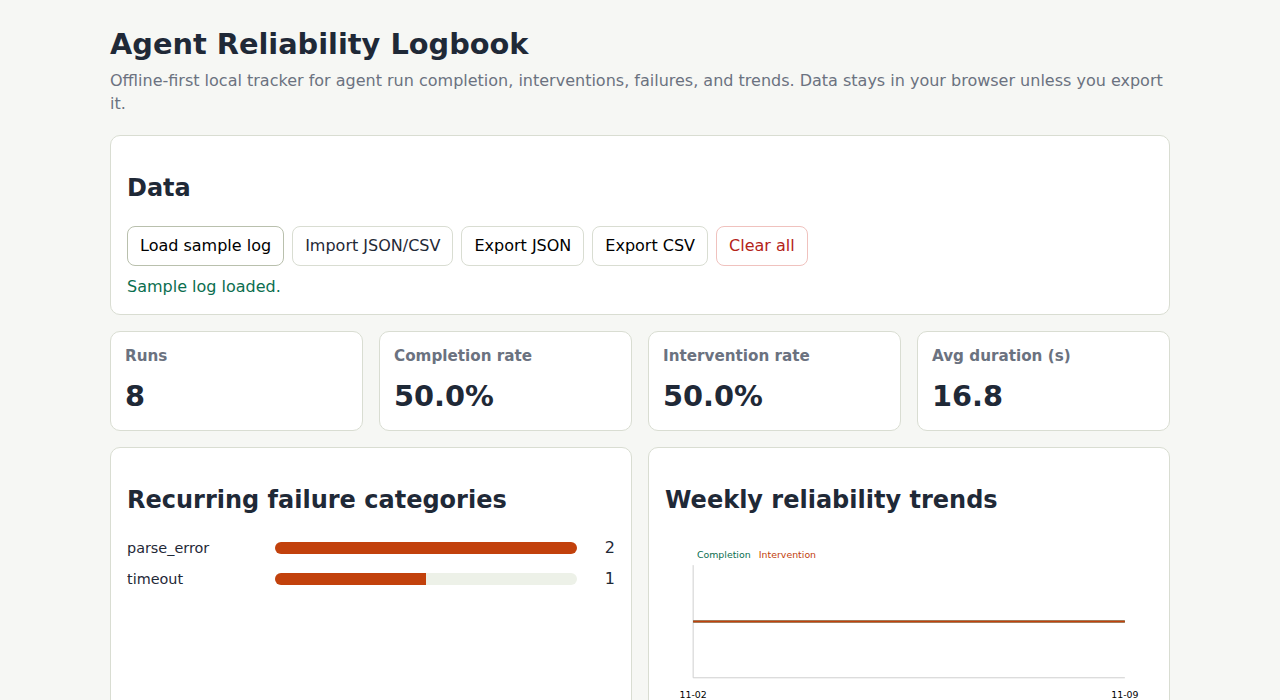 Agent Reliability Logbook
Offline-first local tracker for agent run completion, interventions, failures, and trends. Data stays in your browser unless you export
it.
Data
Load sample log Import JSON/CSV Export JSON Export CSV Clear all
Sample log loaded.
Runs Completion rate Intervention rate Avg duration (s)
8 50.0% 50.0% 16.8
Recurring failure categories
parse_error 2
timeout 1
Weekly reliability trends
Completion Intervention
11-02 11-09